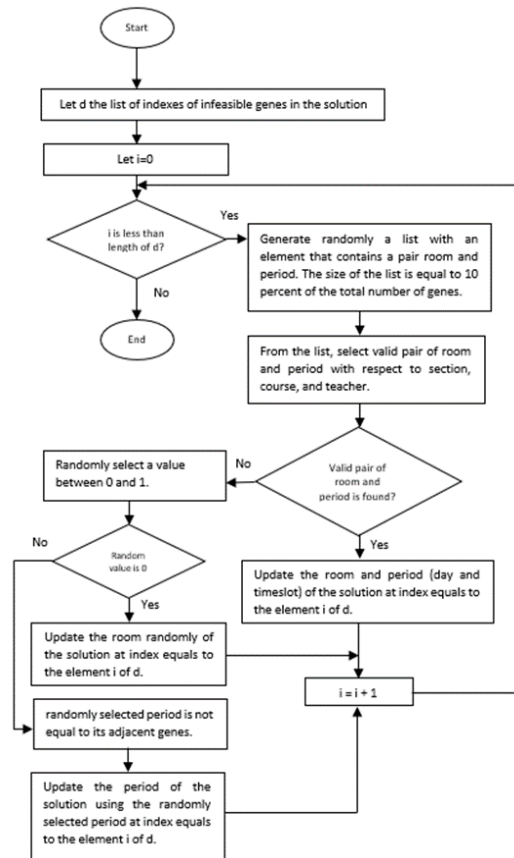 Start
Let d the list of indexes of infeasible genes in the solution
Let i=0
i is less than
length of d?
Yes
No
End
Generate randomly a list with an
element that contains a pair room and
period. The size of the list is equal to 10
percent of the total number of genes.
From the list, select valid pair of room
and period with respect to section,
course, and teacher.
Valid pair of
room and
period is found?
No
Yes
Randomly select a value
between 0 and 1.
Random
value is 0
No
Yes
Update the room and period (day and
timeslot) of the solution at index equals to
the element i of d.
Update the room randomly of
the solution at index equals to
the element i of d.
i = i + 1
randomly selected period is not
equal to its adjacent genes.
Update the period of the
solution using the randomly
selected period at index equals
to the element i of d.